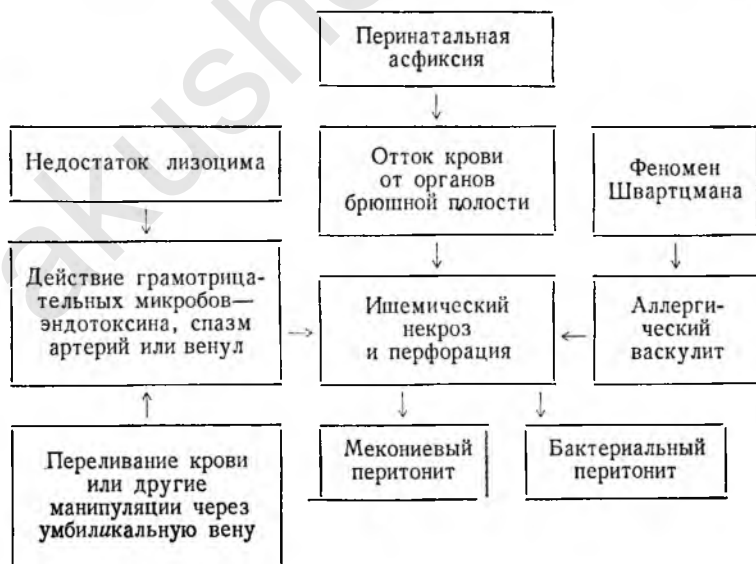 Перинатальная
асфиксия
Недостаток лизоцима
Отток крови
от органов
брюшной полости
Феномен
Швартцмана
Действие грамотрица-
тельных микробов—
эндотоксина, спазм
артерий или венул
Ишемический
некроз
и перфорация
Аллерги-
ческий
васкулит
Переливание крови
или другие
манипуляции через
умбиликальную вену
Мекониевый
перитонит
Бактериальный
перитонит
akush